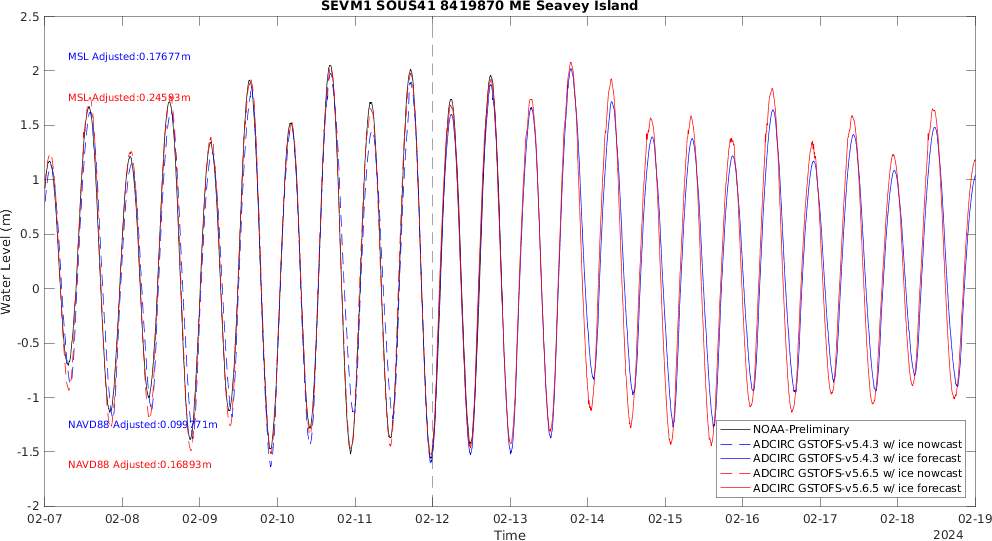 SEVM1 SOUS41 8419870 ME Seavey Island
2.5
2
1.5
1
0.5
0
-0.5
-1
-1.5
-2
Water Level (m)
MSL Adjusted:0.17677m
MSL Adjusted:0.24593m
NAVD88 Adjusted:0.099771m
NAVD88 Adjusted:0.16893m
NOAA-Preliminary
ADCIRC GSTOFS-v5.4.3 w/ ice nowcast
ADCIRC GSTOFS-v5.4.3 w/ ice forecast
ADCIRC GSTOFS-v5.6.5 w/ ice nowcast
ADCIRC GSTOFS-v5.6.5 w/ ice forecast
02-07 02-08 02-09 02-10 02-11 02-12 02-13 02-14 02-15 02-16 02-17 02-18 02-19
Time
2024